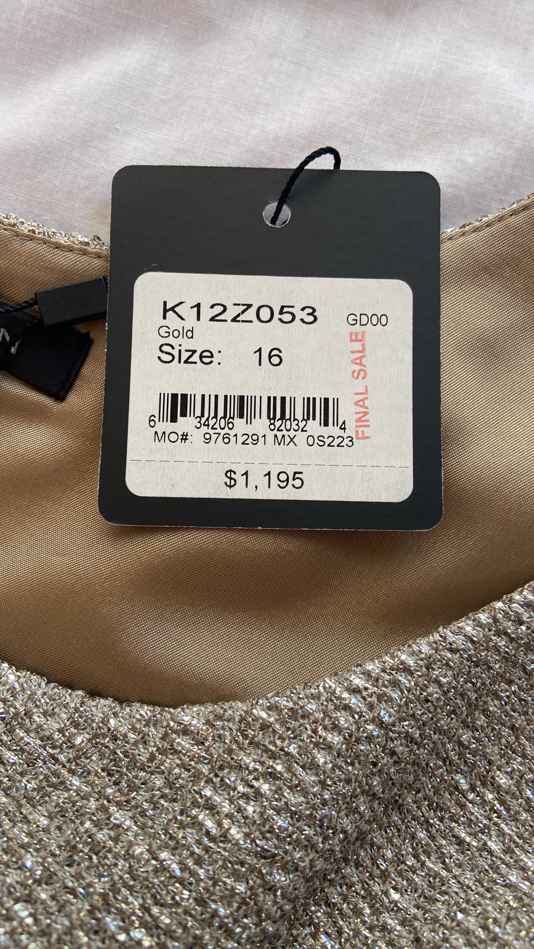 K12Z053 GD00
Gold
Size: 16
6 34206 82032 4
MO#: 9761291 MX 0S223
FINAL SALE
$1,195